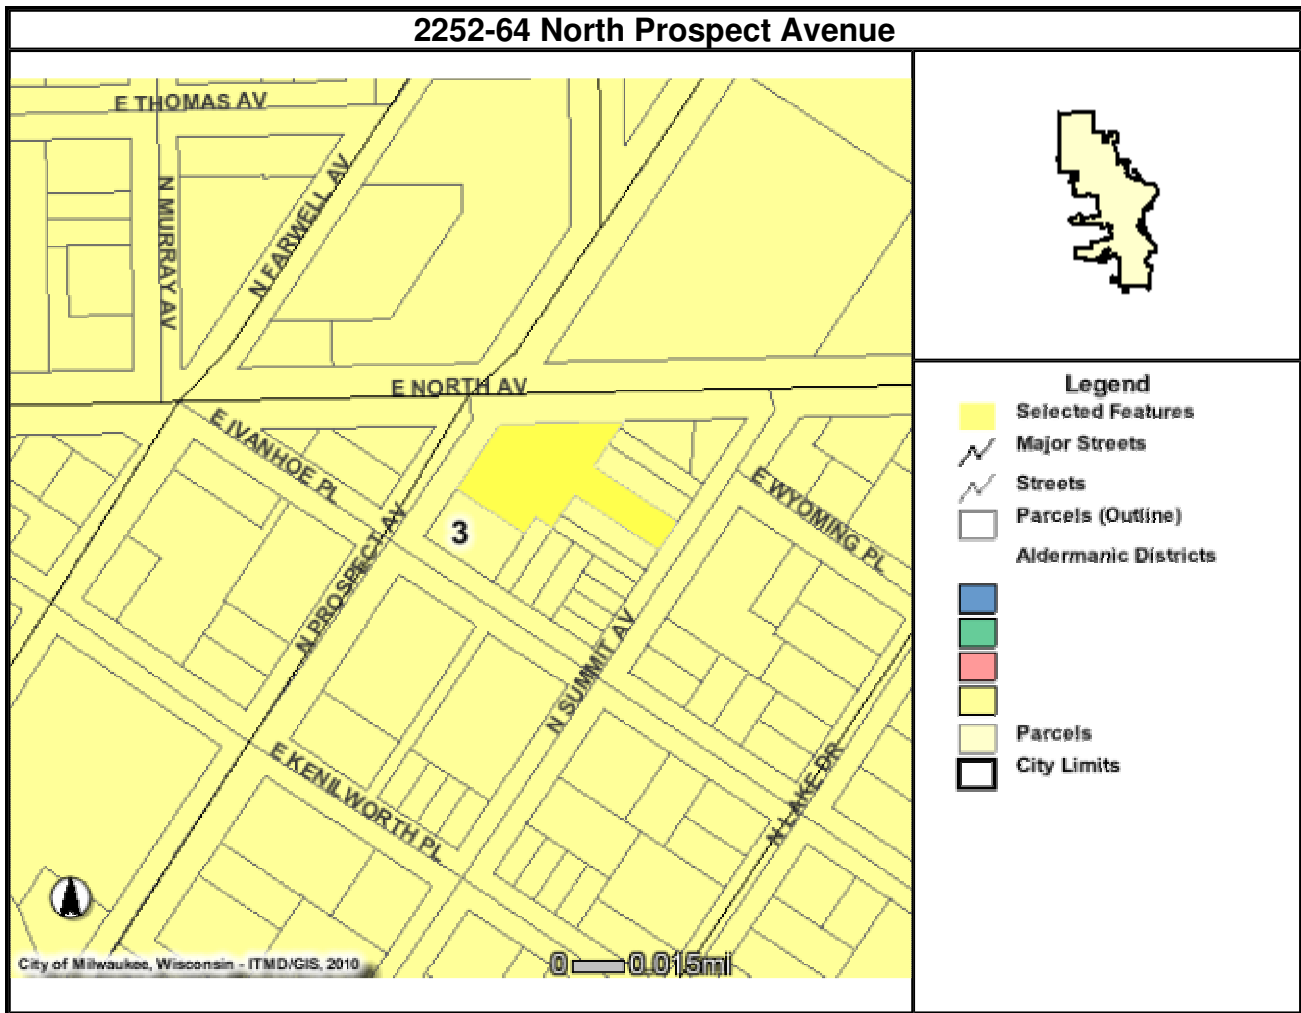 2252-64 North Prospect Avenue
E THOMAS AV
N MURRAY AV
N FARWELL AV
E NORTH AV
E IVANHOE PL
N PROSPECT AV
3
E WYOMING PL
N SUMMIT AV
E KENILWORTH PL
N LAKE DR
City of Milwaukee, Wisconsin - ITMD/GIS, 2010
0 0.015mi
Legend
Selected Features
Major Streets
Streets
Parcels (Outline)
Aldermanic Districts
Parcels
City Limits